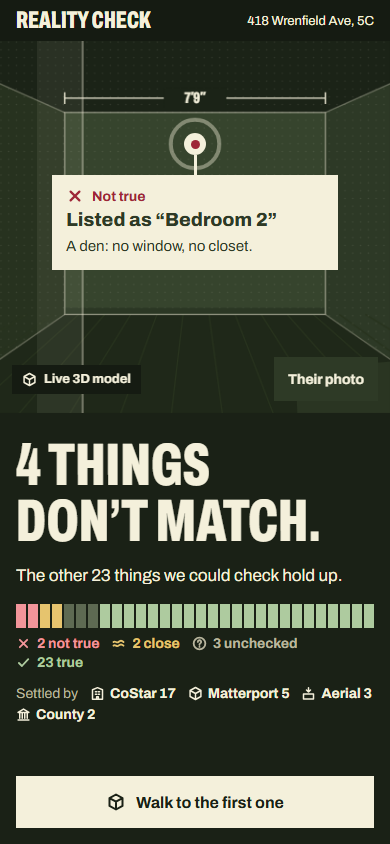 REALITY CHECK
418 Wrenfield Ave, 5C
7'9"
Not true
Listed as “Bedroom 2”
A den: no window, no closet.
Live 3D model
Their photo
4 THINGS
DON’T MATCH.
The other 23 things we could check hold up.
2 not true 2 close 3 unchecked
23 true
Settled by CoStar 17 Matterport 5 Aerial 3
County 2
Walk to the first one